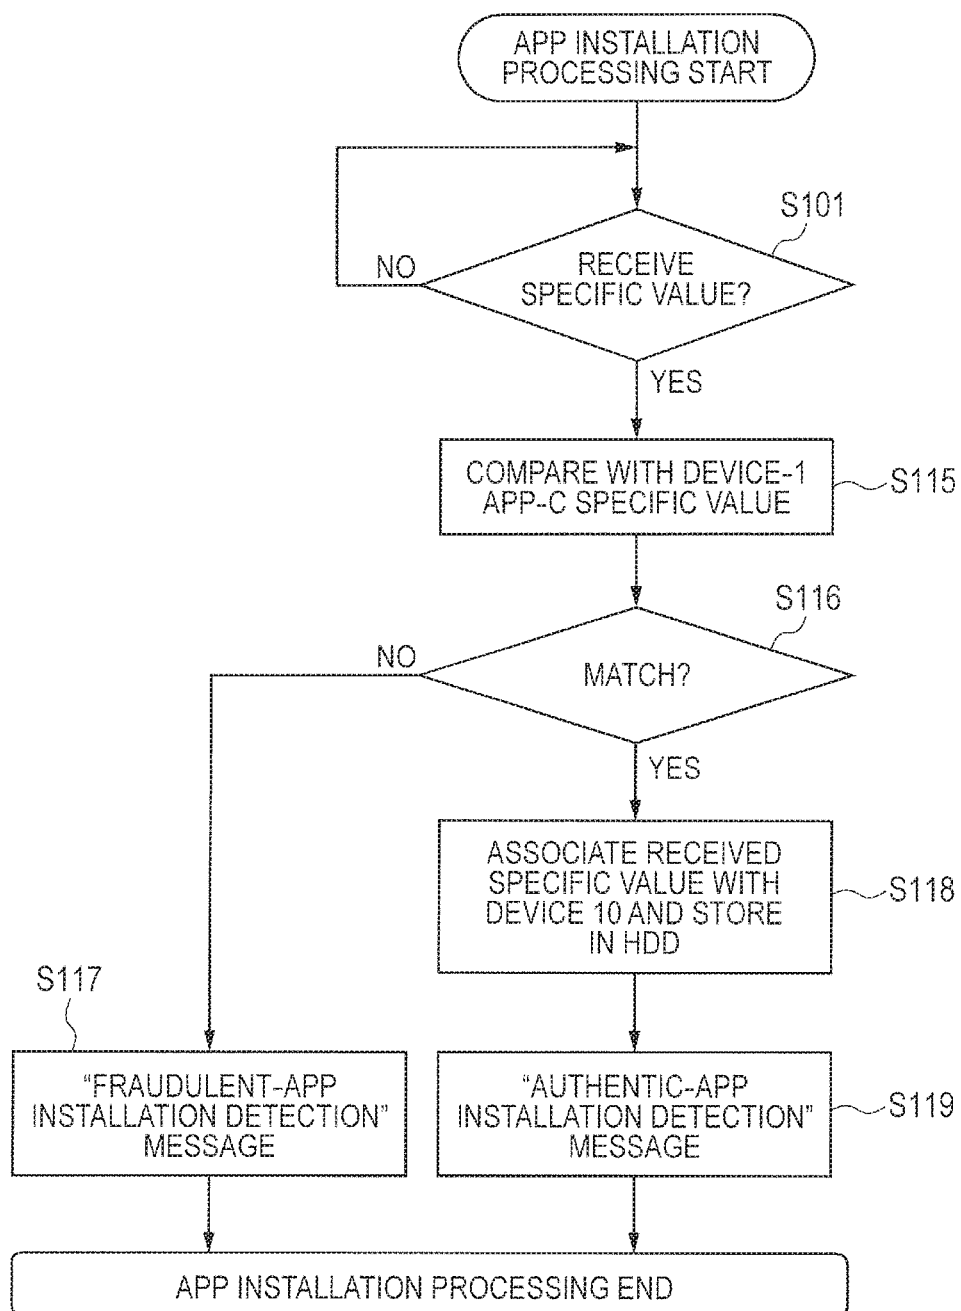 APP INSTALLATION
PROCESSING START
S101
NO
RECEIVE
SPECIFIC VALUE?
YES
COMPARE WITH DEVICE-1
APP-C SPECIFIC VALUE
S115
S116
NO
MATCH?
YES
ASSOCIATE RECEIVED
SPECIFIC VALUE WITH
DEVICE 10 AND STORE
IN HDD
S118
S117
“FRAUDULENT-APP
INSTALLATION DETECTION”
MESSAGE
“AUTHENTIC-APP
INSTALLATION DETECTION”
MESSAGE
S119
APP INSTALLATION PROCESSING END